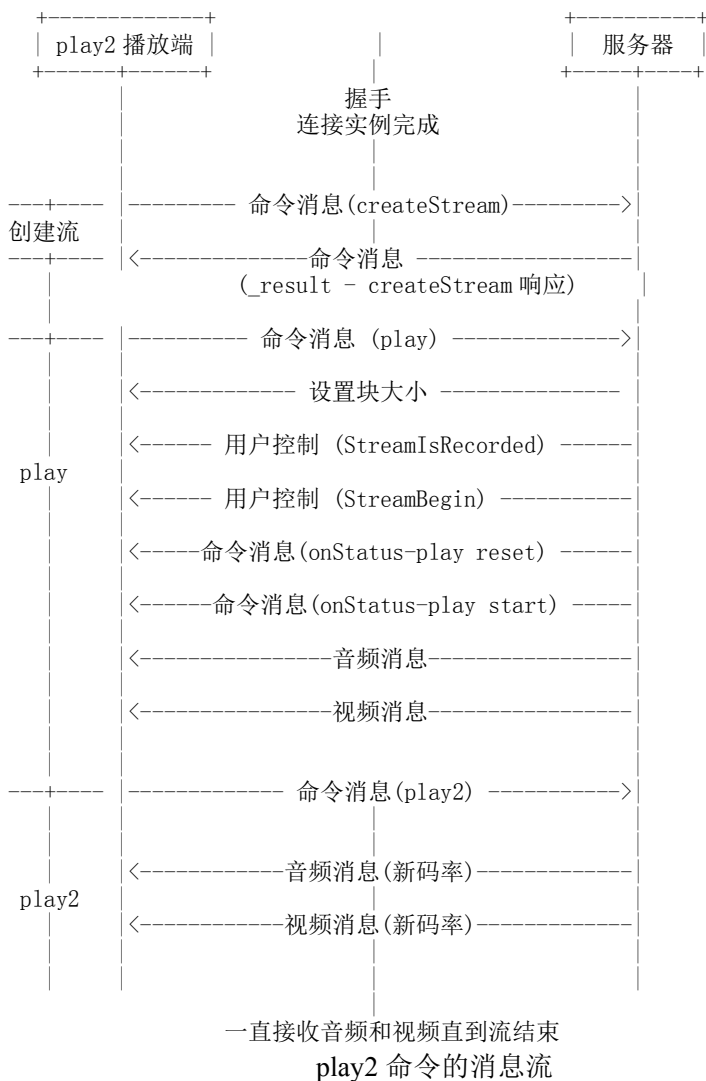 play2 播放端 服务器
握手
连接实例完成
命令消息(createStream)
创建流
命令消息
(_result - createStream 响应)
命令消息 (play)
设置块大小
用户控制 (StreamIsRecorded)
play
用户控制 (StreamBegin)
命令消息(onStatus-play reset)
命令消息(onStatus-play start)
音频消息
视频消息
命令消息(play2)
音频消息(新码率)
play2
视频消息(新码率)
一直接收音频和视频直到流结束
play2 命令的消息流